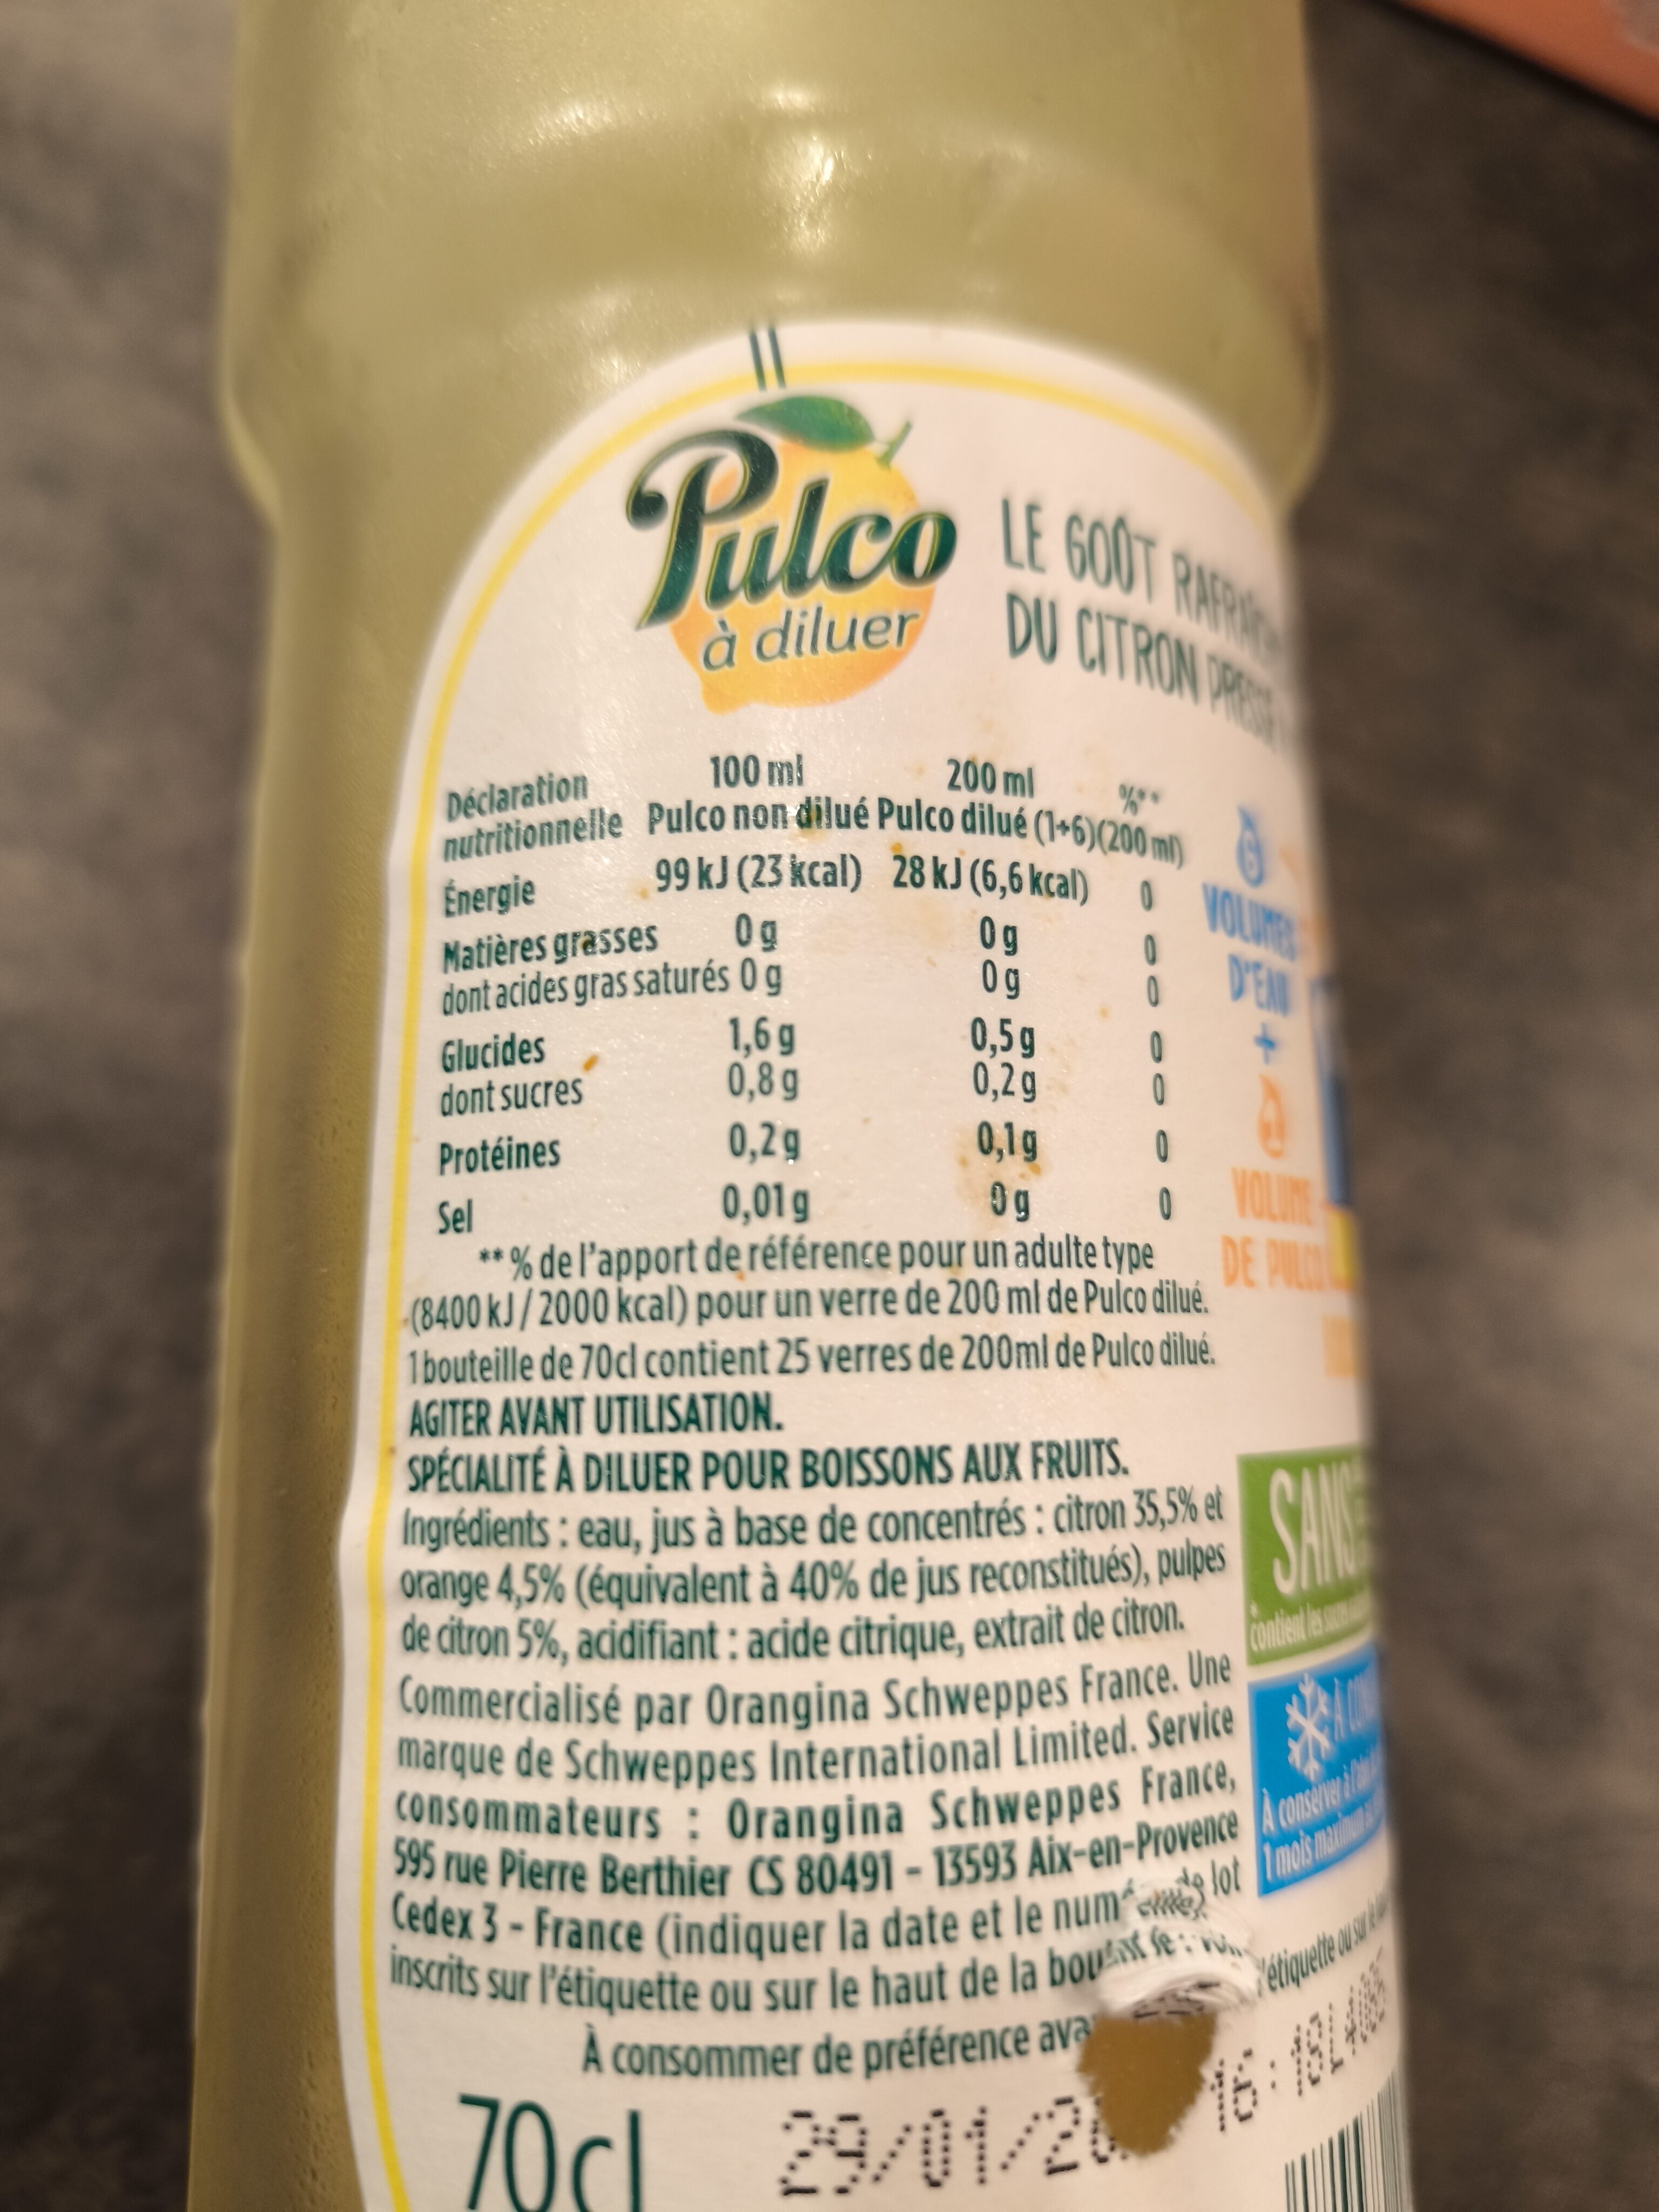 Pulco
à diluer
LE GOÛT
DU CITRON
Déclaration nutritionnelle 100 ml Pulco non dilué 200 ml Pulco dilué (1+6) %** (200 ml)
Énergie 99 kJ (23 kcal) 28 kJ (6,6 kcal) 0
Matières grasses 0 g 0 g 0
dont acides gras saturés 0 g 0 g 0
Glucides 1,6 g 0,5 g 0
dont sucres 0,8 g 0,2 g 0
Protéines 0,2 g 0,1 g 0
Sel 0,01 g 0 g 0
** % de l'apport de référence pour un adulte type
(8400 kJ / 2000 kcal) pour un verre de 200 ml de Pulco dilué.
1 bouteille de 70cl contient 25 verres de 200ml de Pulco dilué.
AGITER AVANT UTILISATION.
SPÉCIALITÉ À DILUER POUR BOISSONS AUX FRUITS.
Ingrédients : eau, jus à base de concentrés : citron 35,5% et
orange 4,5% (équivalent à 40% de jus reconstitués), pulpes
de citron 5%, acidifiant : acide citrique, extrait de citron.
Commercialisé par Orangina Schweppes France. Une
marque de Schweppes International Limited. Service
consommateurs : Orangina Schweppes France,
595 rue Pierre Berthier CS 80491 - 13593 Aix-en-Provence
Cedex 3 - France (indiquer la date et le lot
inscrits sur l'étiquette ou sur le haut de la
À consommer de préférence
70cl
29/01/
6
VOLUMES
D'EAU
+
1
VOLUME
DE PULCO
SANS
*contient les
À conserver à
1 mois maximum
l'étiquette ou sur le